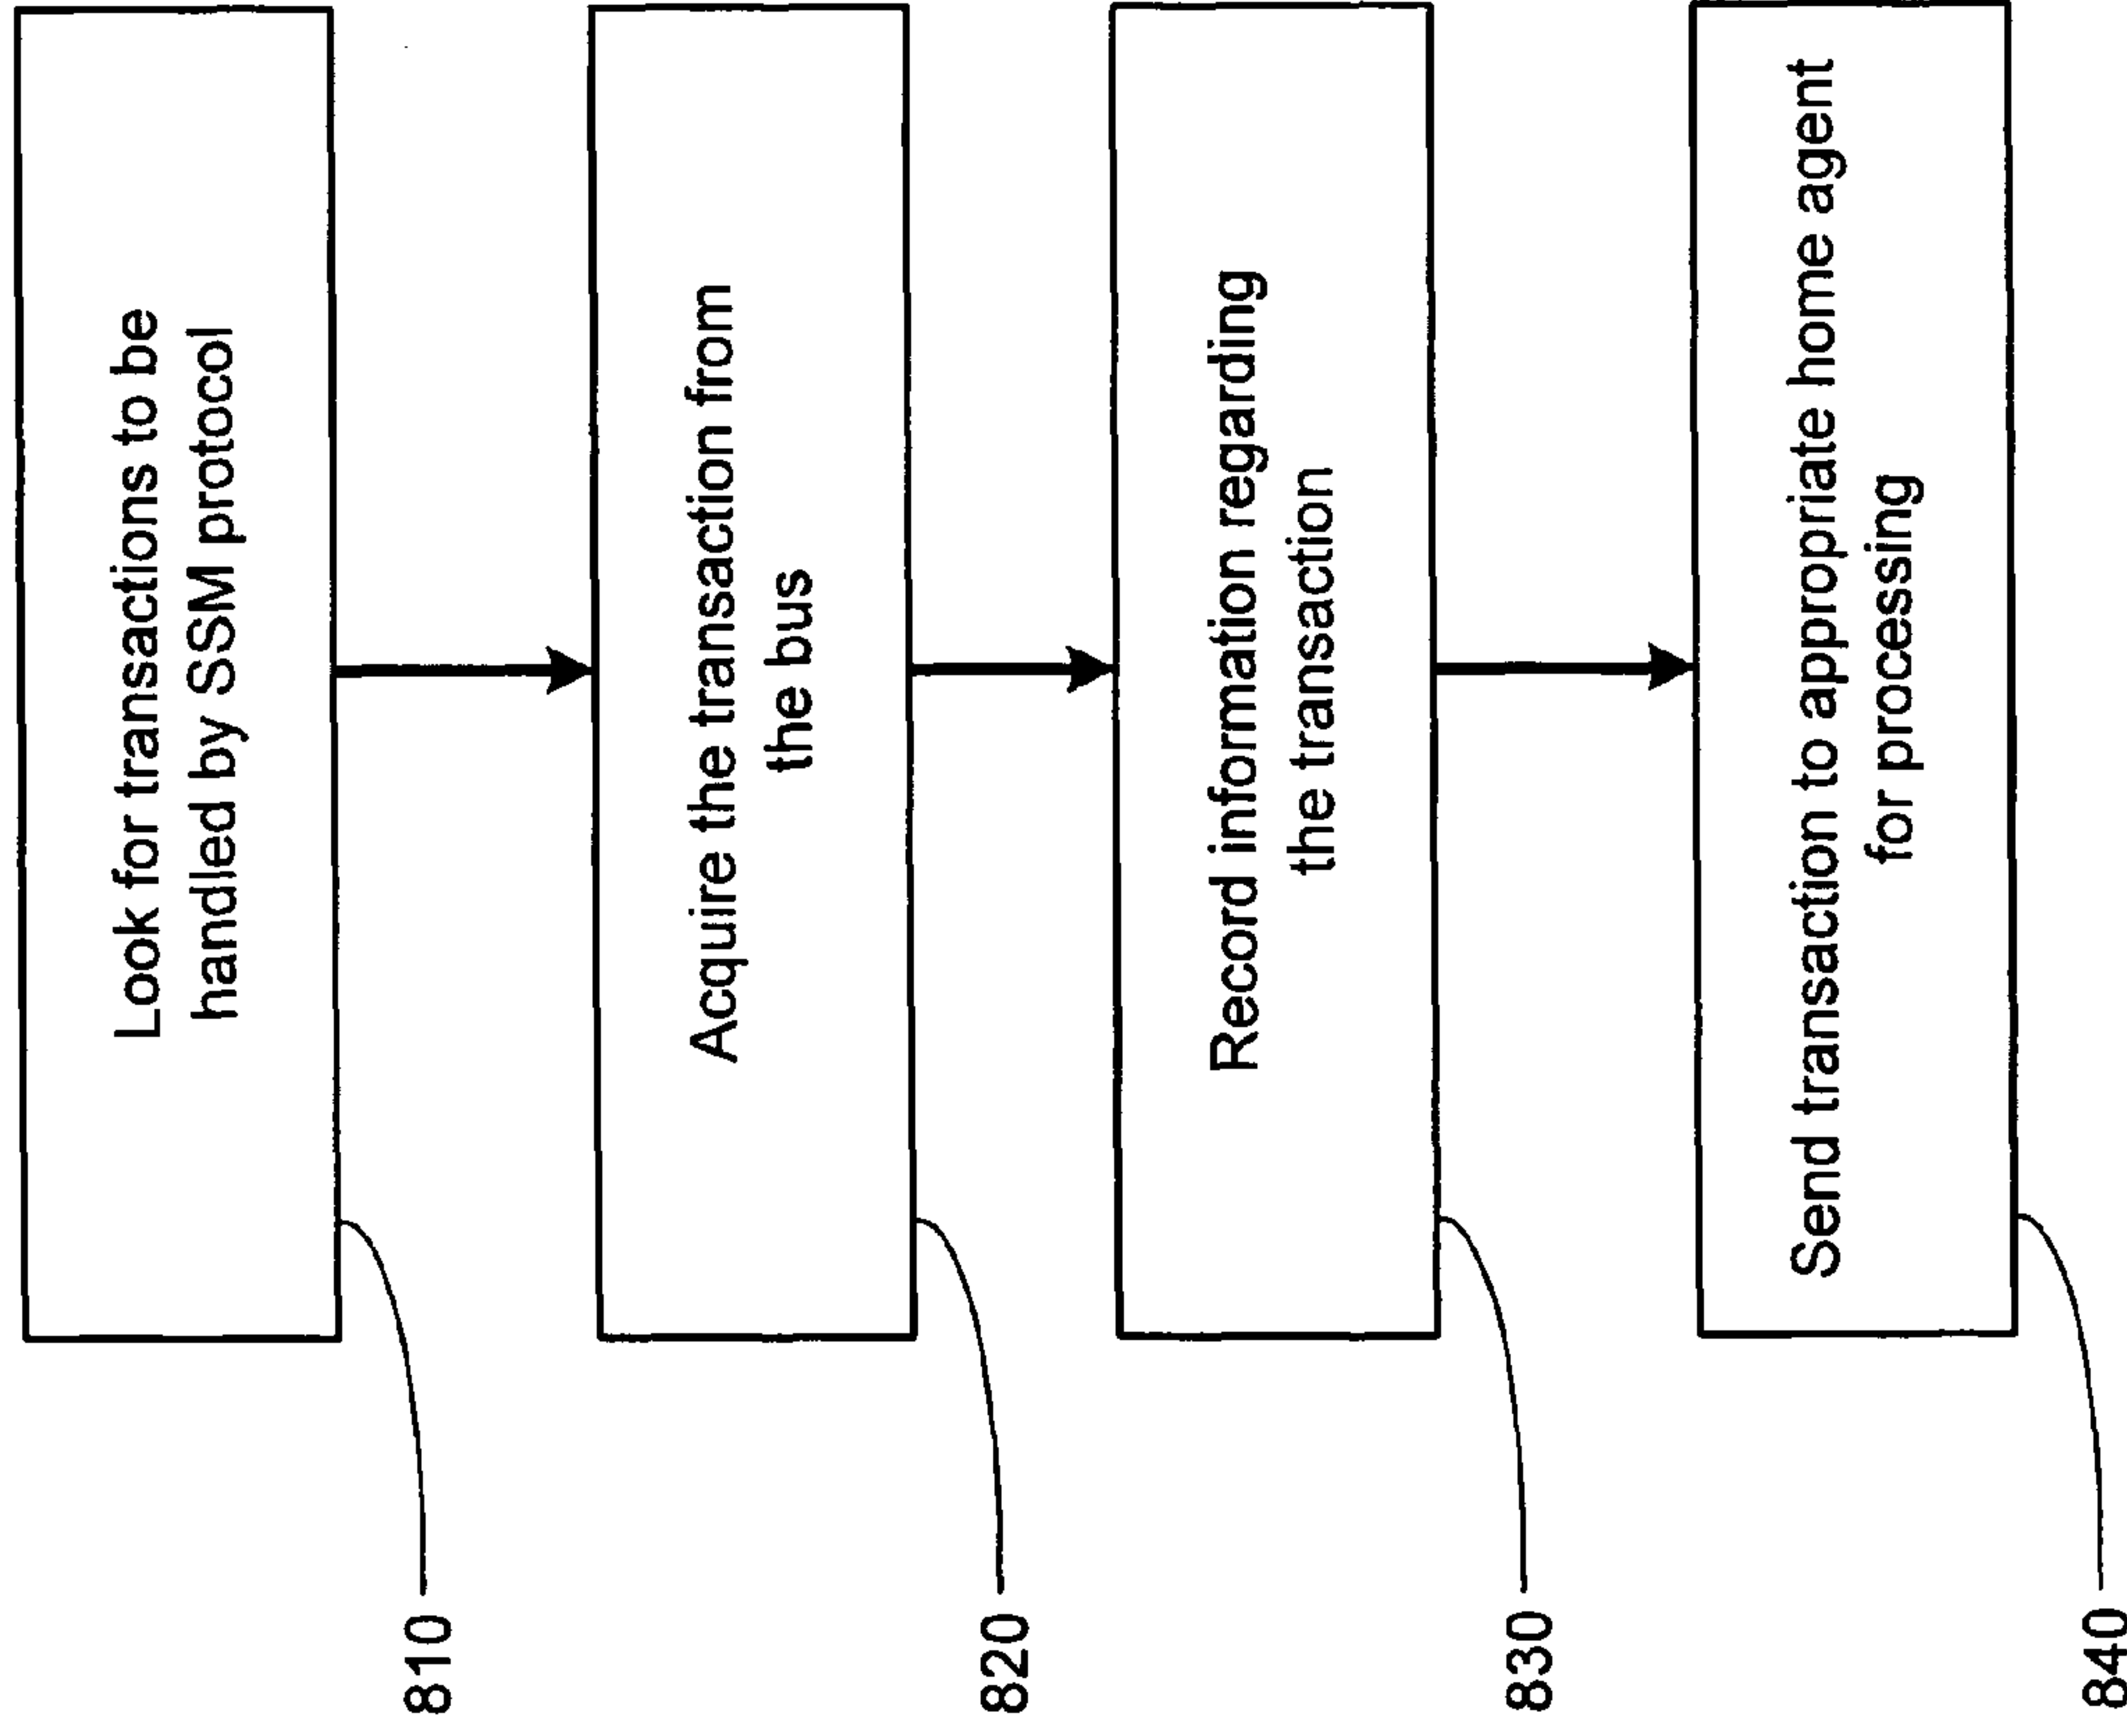 Look for transactions to be
handled by SSM protocol
810
Acquire the transaction from
the bus
820
Record information regarding
the transaction
830
Send transaction to appropriate home agent
for processing
840